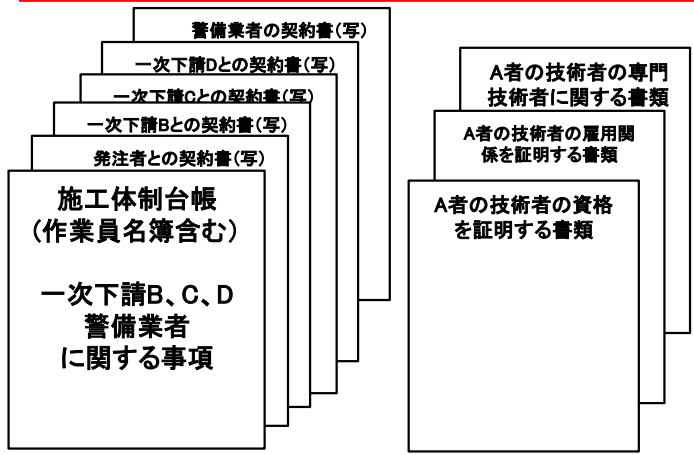 警備業者の契約書(写)
一次下請Dとの契約書(写)
一次下請Cとの契約書(写)
一次下請Bとの契約書(写)
発注者との契約書(写)
施工体制台帳
(作業員名簿含む)
一次下請B、C、D
警備業者
に関する事項
A者の技術者の専門
技術者に関する書類
A者の技術者の雇用関
係を証明する書類
A者の技術者の資格
を証明する書類